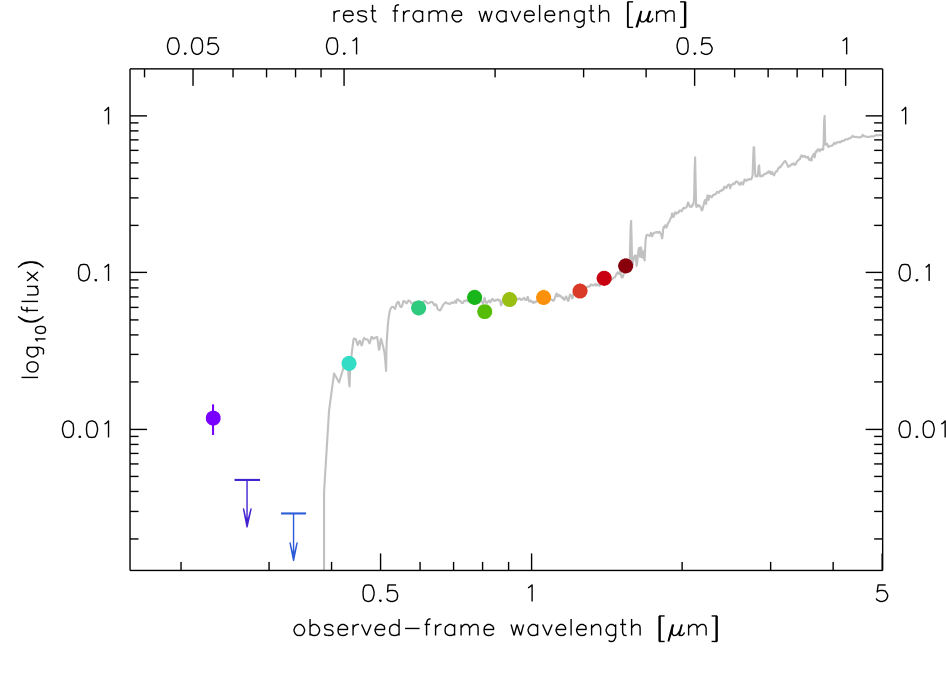 rest frame wavelength [μm]
0.05 0.1 0.5 1
1 1
0.1 0.1
0.01 0.01
log10(flux)
0.5 1 5
observed-frame wavelength [μm]